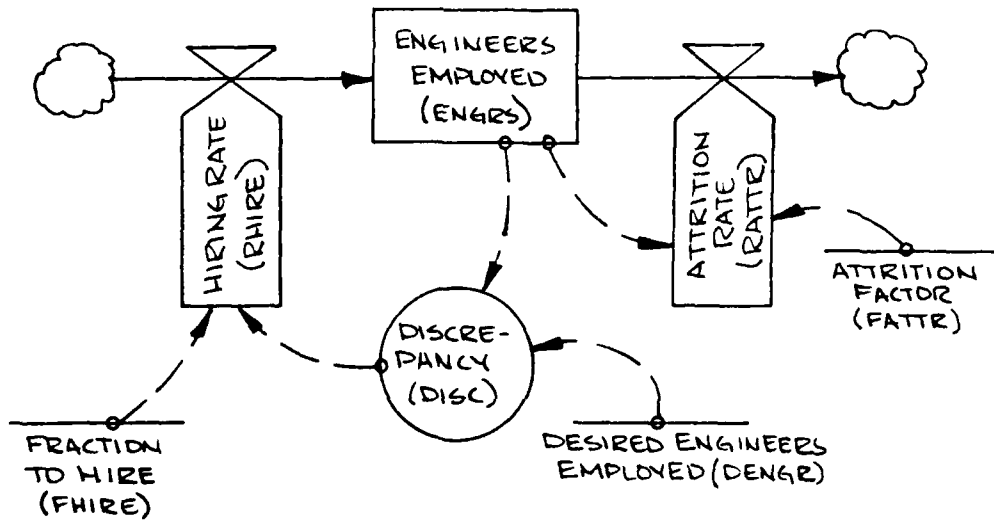 ENGINEERS
EMPLOYED
(ENGRS)
HIRING RATE
(RHIRE)
ATTRITION
RATE
(RATTR)
ATTRITION
FACTOR
(FATTR)
DISCRE-
PANCY
(DISC)
FRACTION
TO HIRE
(FHIRE)
DESIRED ENGINEERS
EMPLOYED (DENGR)